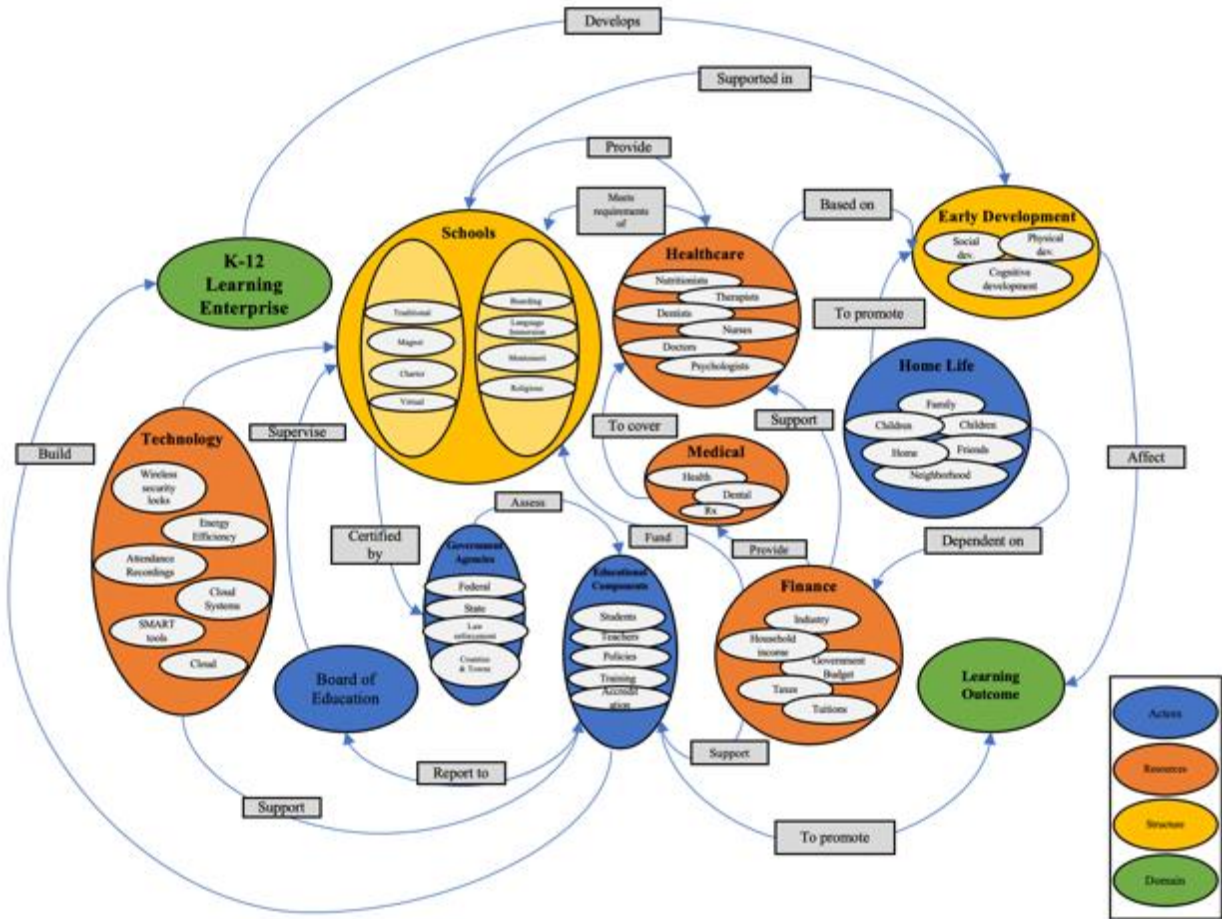 Develops
Supported in
Provide
Meets
requirements
of
Based on
Early Development
Social
dev.
Physical
dev.
Cognitive
development
Schools
Traditional
Magnet
Charter
Virtual
Boarding
Language
Immersion
Montessori
Religious
Healthcare
Nutritionists
Therapists
Dentists
Nurses
Doctors
Psychologists
K-12
Learning
Enterprise
To promote
Home Life
Family
Children
Children
Home
Friends
Neighborhood
Technology
Wireless
security
locks
Energy
Efficiency
Attendance
Recordings
Cloud
Systems
SMART
tools
Cloud
Build
Supervise
To cover
Support
Medical
Health
Dental
Rx
Affect
Assess
Certified
by
Fund
Provide
Dependent on
Government
Agencies
Federal
State
Law
enforcement
Counties
& Towns
Educational
Components
Students
Teachers
Policies
Training
Accredit
ation
Finance
Industry
Household
income
Government
Budget
Taxes
Tuitions
Board of
Education
Learning
Outcome
Support
Report to
Support
To promote
Actors
Resources
Structure
Domain